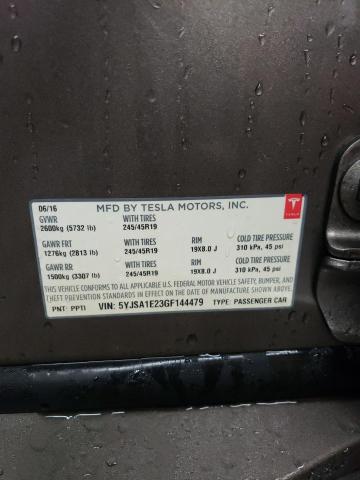 06/16 MFD BY TESLA MOTORS, INC.
GVWR WITH TIRES
2600kg (5732 lb) 245/45R19
TESLA
GAWR FRT WITH TIRES RIM COLD TIRE PRESSURE
1276kg (2813 lb) 245/45R19 19X8.0 J 310 kPa, 45 psi
GAWR RR WITH TIRES RIM COLD TIRE PRESSURE
1500kg (3307 lb) 245/45R19 19X8.0 J 310 kPa, 45 psi
THIS VEHICLE CONFORMS TO ALL APPLICABLE U.S. FEDERAL MOTOR VEHICLE SAFETY, BUMPER, AND
THEFT PREVENTION STANDARDS IN EFFECT ON THE DATE OF MANUFACTURE SHOWN ABOVE.
PNT: PPTI VIN: 5YJSA1E23GF144479 TYPE: PASSENGER CAR